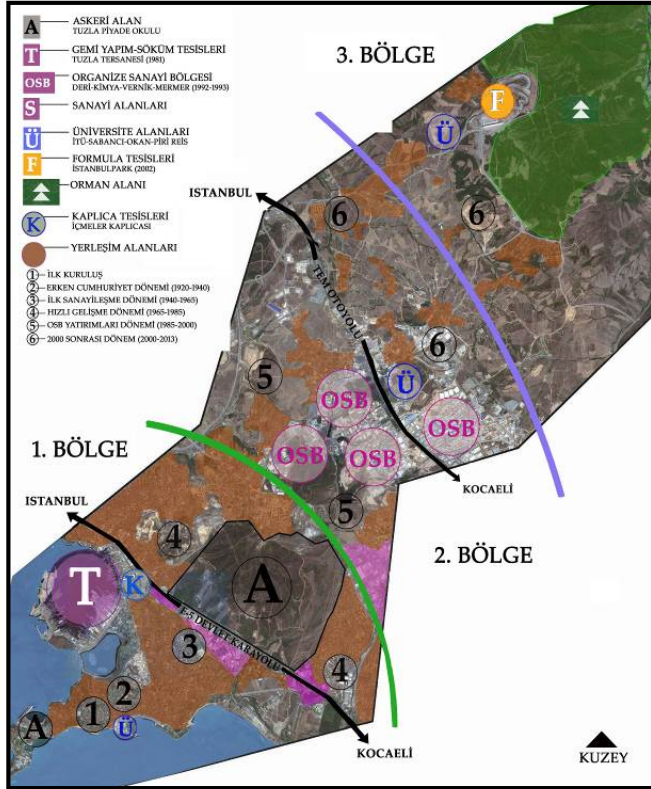 A
ASKERİ ALAN
TUZLA PİYADE OKULU
T
GEMİ YAPIM-SÖKÜM TESİSLERİ
TUZLA TERSANESİ (1981)
OSB
ORGANİZE SANAYİ BÖLGESİ
DERİ-KİMYA-VERNİK-MERMER (1992-1993)
S
SANAYİ ALANLARI
Ü
ÜNİVERSİTE ALANLARI
İTÜ-SABANCI-OKAN-PİRİ REİS
F
FORMULA TESİSLERİ
İSTANBULPARK (2002)
ORMAN ALANI
K
KAPLICA TESİSLERİ
İÇMELER KAPLICASI
YERLEŞİM ALANLARI
1 - İLK KURULUŞ
2 - ERKEN CUMHURİYET DÖNEMİ (1920-1940)
3 - İLK SANAYİLEŞME DÖNEMİ (1940-1965)
4 - HIZLI GELİŞME DÖNEMİ (1965-1985)
5 - OSB YATIRIMLARI DÖNEMİ (1985-2000)
6 - 2000 SONRASI DÖNEM (2000-2013)
3. BÖLGE
F
Ü
ISTANBUL
6
6
TEM OTOYOLU
6
5
Ü
OSB
OSB
OSB
OSB
1. BÖLGE
KOCAELİ
ISTANBUL
5
4
2. BÖLGE
T
K
A
E-5 DEVLET KARAYOLU
3
4
2
1
Ü
A
KOCAELİ
KUZEY